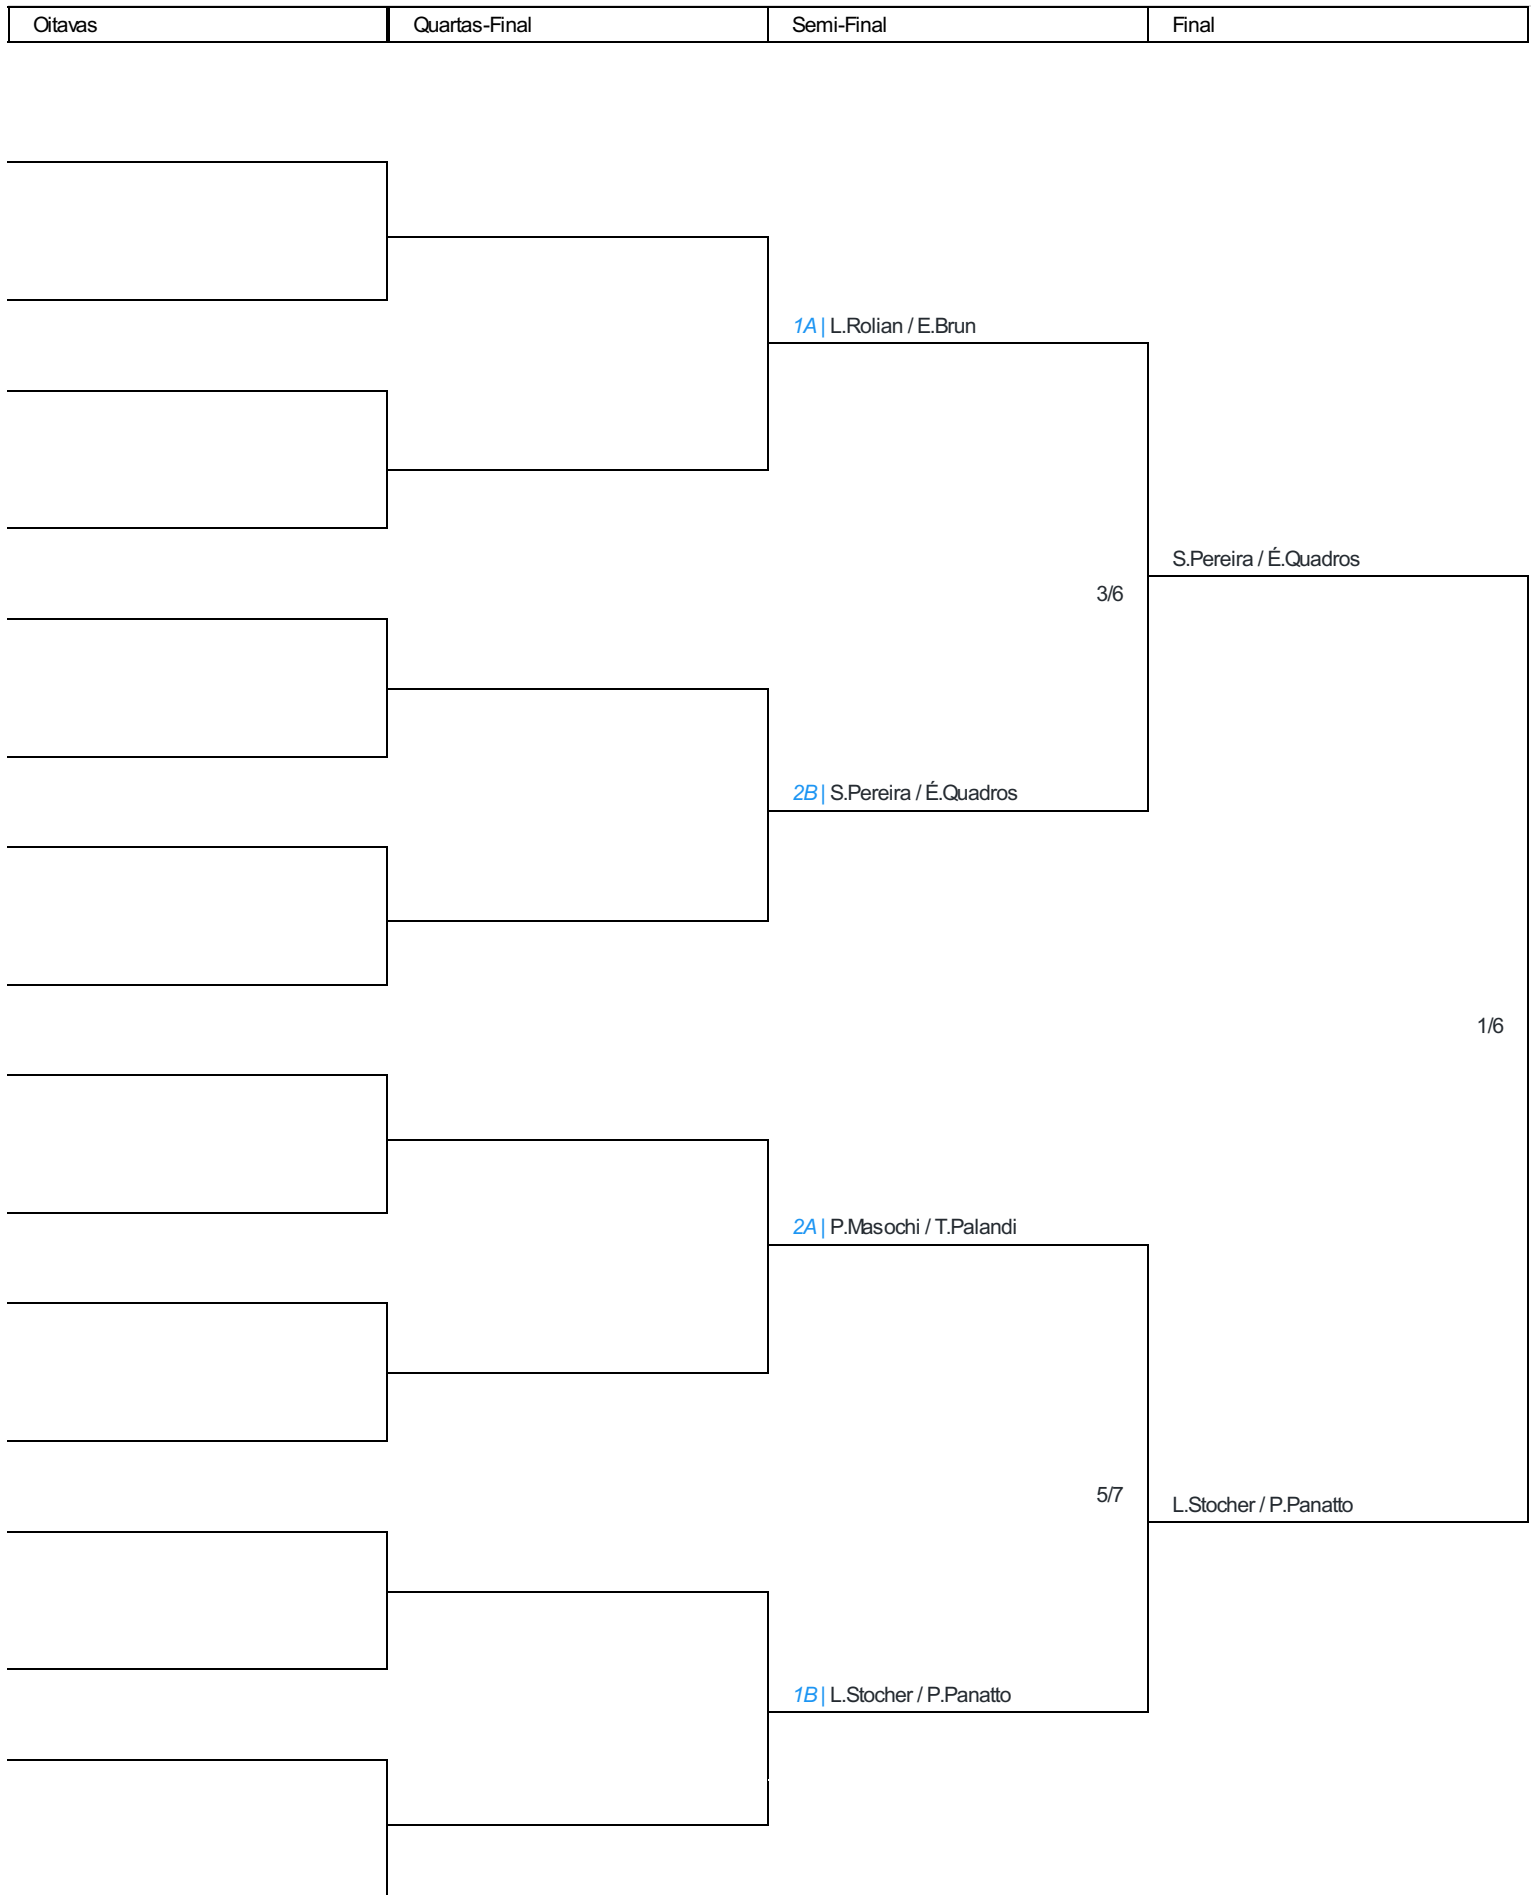 Oitavas
Quartas-Final
Semi-Final
Final
1A | L.Rolian / E.Brun
S.Pereira / É.Quadros
3/6
2B | S.Pereira / É.Quadros
1/6
2A | P.Masochi / T.Palandi
5/7
L.Stocher / P.Panatto
1B | L.Stocher / P.Panatto